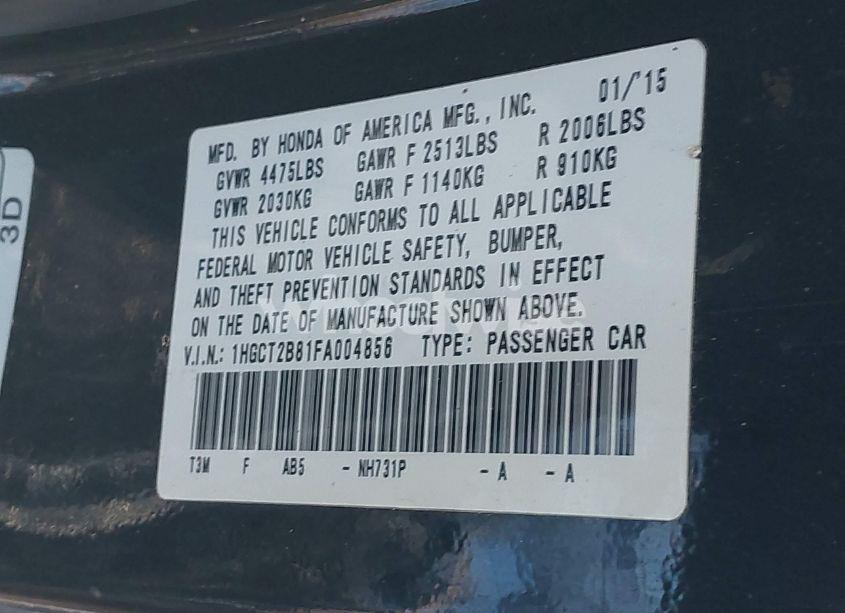 MFD. BY HONDA OF AMERICA MFG., INC. 01/'15
GVWR 4475LBS GAWR F 2513LBS R 2006LBS
GVWR 2030KG GAWR F 1140KG R 910KG
THIS VEHICLE CONFORMS TO ALL APPLICABLE
FEDERAL MOTOR VEHICLE SAFETY, BUMPER,
AND THEFT PREVENTION STANDARDS IN EFFECT
ON THE DATE OF MANUFACTURE SHOWN ABOVE.
V.I.N.: 1HGCT2B81FA004856 TYPE: PASSENGER CAR
T3M F AB5 - NH731P - A - A
3D